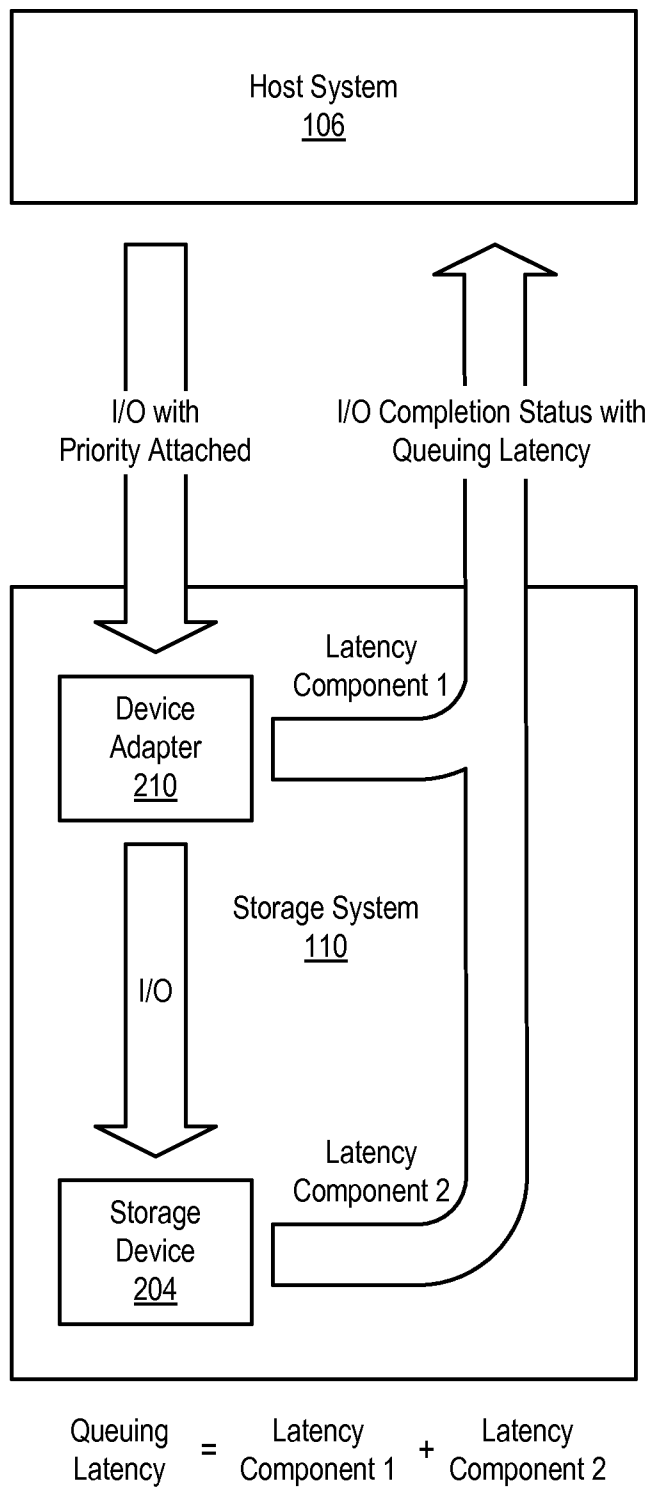 Host System
106
I/O with
Priority Attached
I/O Completion Status with
Queuing Latency
Latency
Component 1
Device
Adapter
210
Storage System
110
I/O
Latency
Component 2
Storage
Device
204
Queuing
Latency
=
Latency
Component 1
+
Latency
Component 2